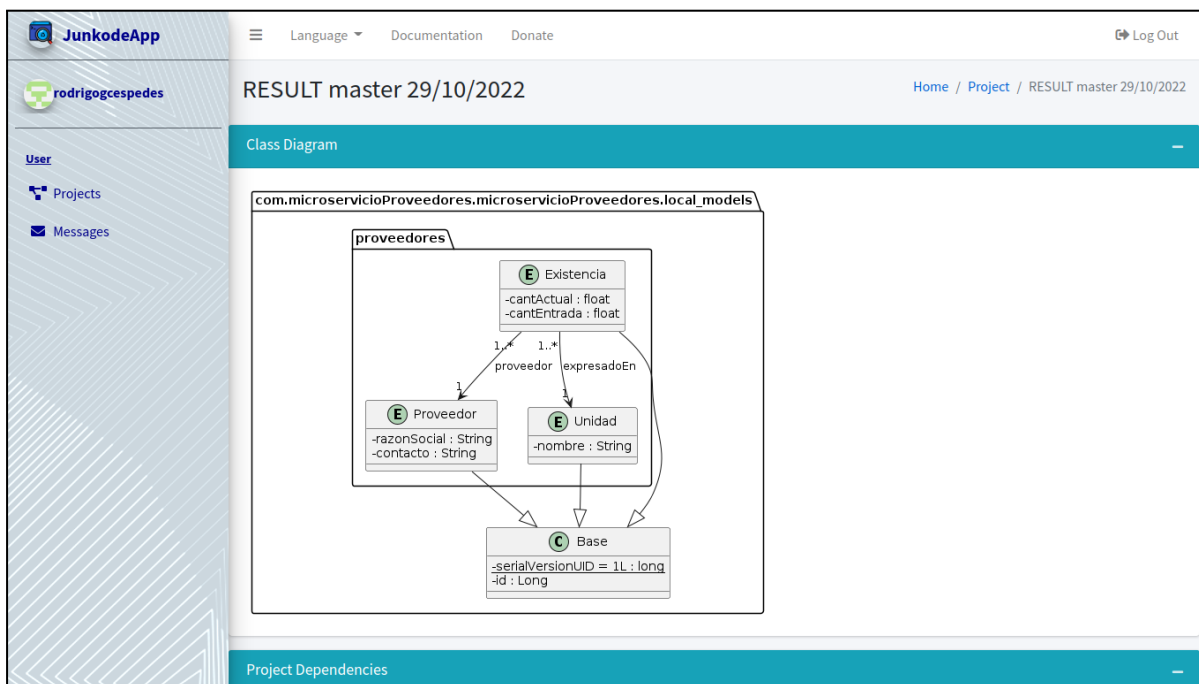 JunkodeApp
Language Documentation Donate Log Out
rodrigogcespedes
User
Projects
Messages
RESULT master 29/10/2022
Home / Project / RESULT master 29/10/2022
Class Diagram
com.microservicioProveedores.microservicioProveedores.local_models
proveedores
E Existencia
-cantActual : float
-cantEntrada : float
1..* 1..*
proveedor expresadoEn
1 1
E Proveedor
-razonSocial : String
-contacto : String
E Unidad
-nombre : String
C Base
-serialVersionUID = 1L : long
-id : Long
Project Dependencies